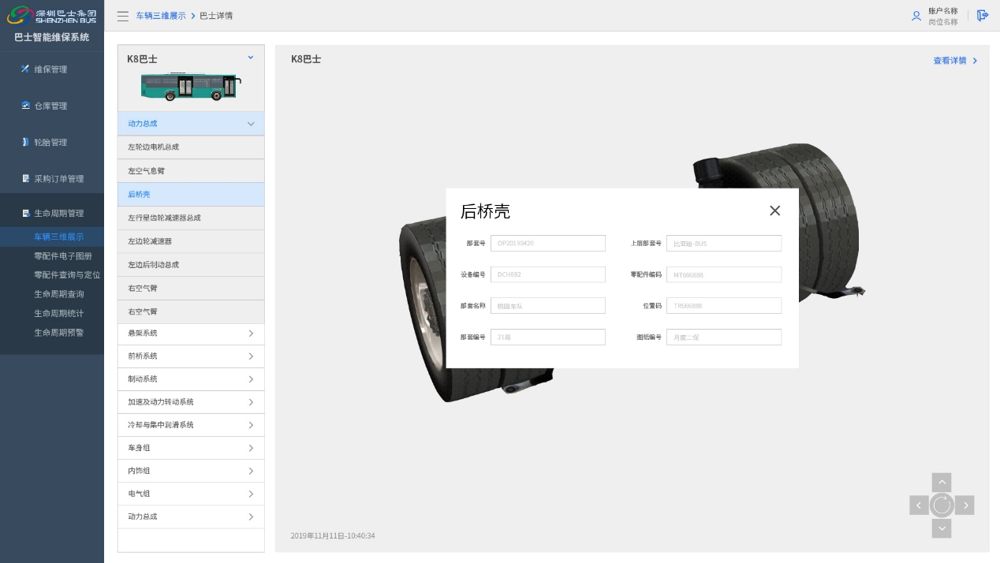 深圳巴士集团
SHENZHEN BUS
巴士智能维保系统
维保管理
仓库管理
轮胎管理
采购订单管理
生命周期管理
车辆三维展示
零配件电子图册
零配件查询与定位
生命周期查询
生命周期统计
生命周期预警
车辆三维展示 > 巴士详情
账户名称
岗位名称
K8巴士
动力总成
左轮边电机总成
左空气息臂
后桥壳
左行星齿轮减速器总成
左边轮减速器
左边后制动总成
右空气臂
右空气臂
悬架系统
前桥系统
制动系统
加速及动力转动系统
冷却与集中润滑系统
车身组
内饰组
电气组
动力总成
K8巴士
查看详情
后桥壳
部套号 OP20190420
上层部套号 比亚迪-BUS
设备编号 DCH882
零配件编码 MT666888
部套名称 桃园车队
位置码 TR666888
部套编号 21路
图纸编号 月度二保
2019年11月11日-10:40:34